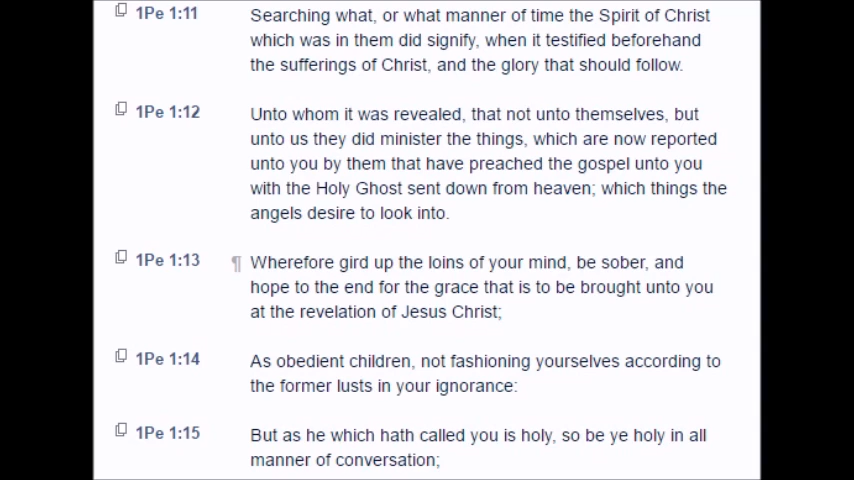 1Pe 1:11 Searching what, or what manner of time the Spirit of Christ
which was in them did signify, when it testified beforehand
the sufferings of Christ, and the glory that should follow.
1Pe 1:12 Unto whom it was revealed, that not unto themselves, but
unto us they did minister the things, which are now reported
unto you by them that have preached the gospel unto you
with the Holy Ghost sent down from heaven; which things the
angels desire to look into.
1Pe 1:13 ¶ Wherefore gird up the loins of your mind, be sober, and
hope to the end for the grace that is to be brought unto you
at the revelation of Jesus Christ;
1Pe 1:14 As obedient children, not fashioning yourselves according to
the former lusts in your ignorance:
1Pe 1:15 But as he which hath called you is holy, so be ye holy in all
manner of conversation;